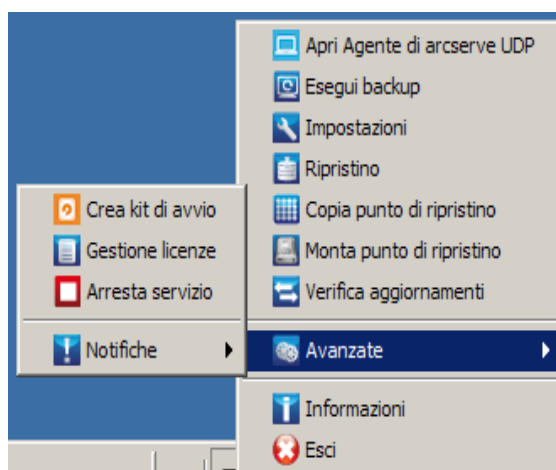 Apri Agente di arcserve UDP
Esegui backup
Impostazioni
Ripristino
Copia punto di ripristino
Monta punto di ripristino
Verifica aggiornamenti
Avanzate
Informazioni
Esci
Crea kit di avvio
Gestione licenze
Arresta servizio
Notifiche